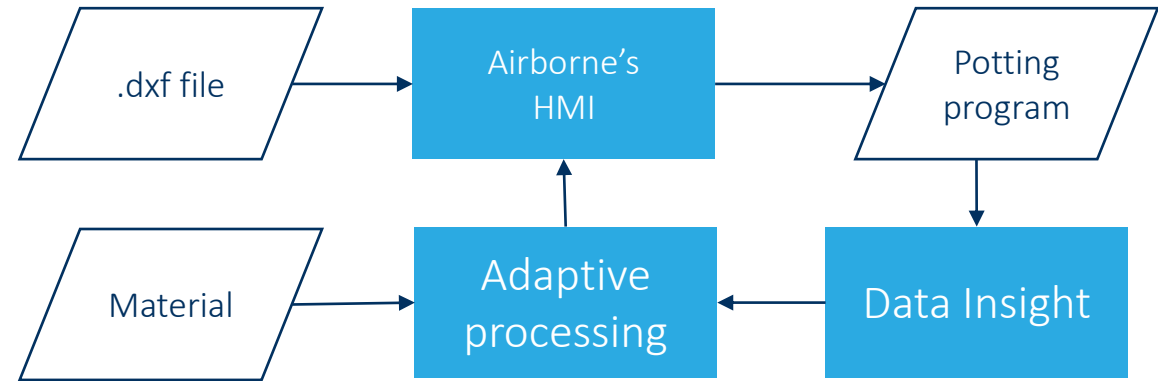 .dxf file
Airborne’s
HMI
Potting
program
Material
Adaptive
processing
Data Insight